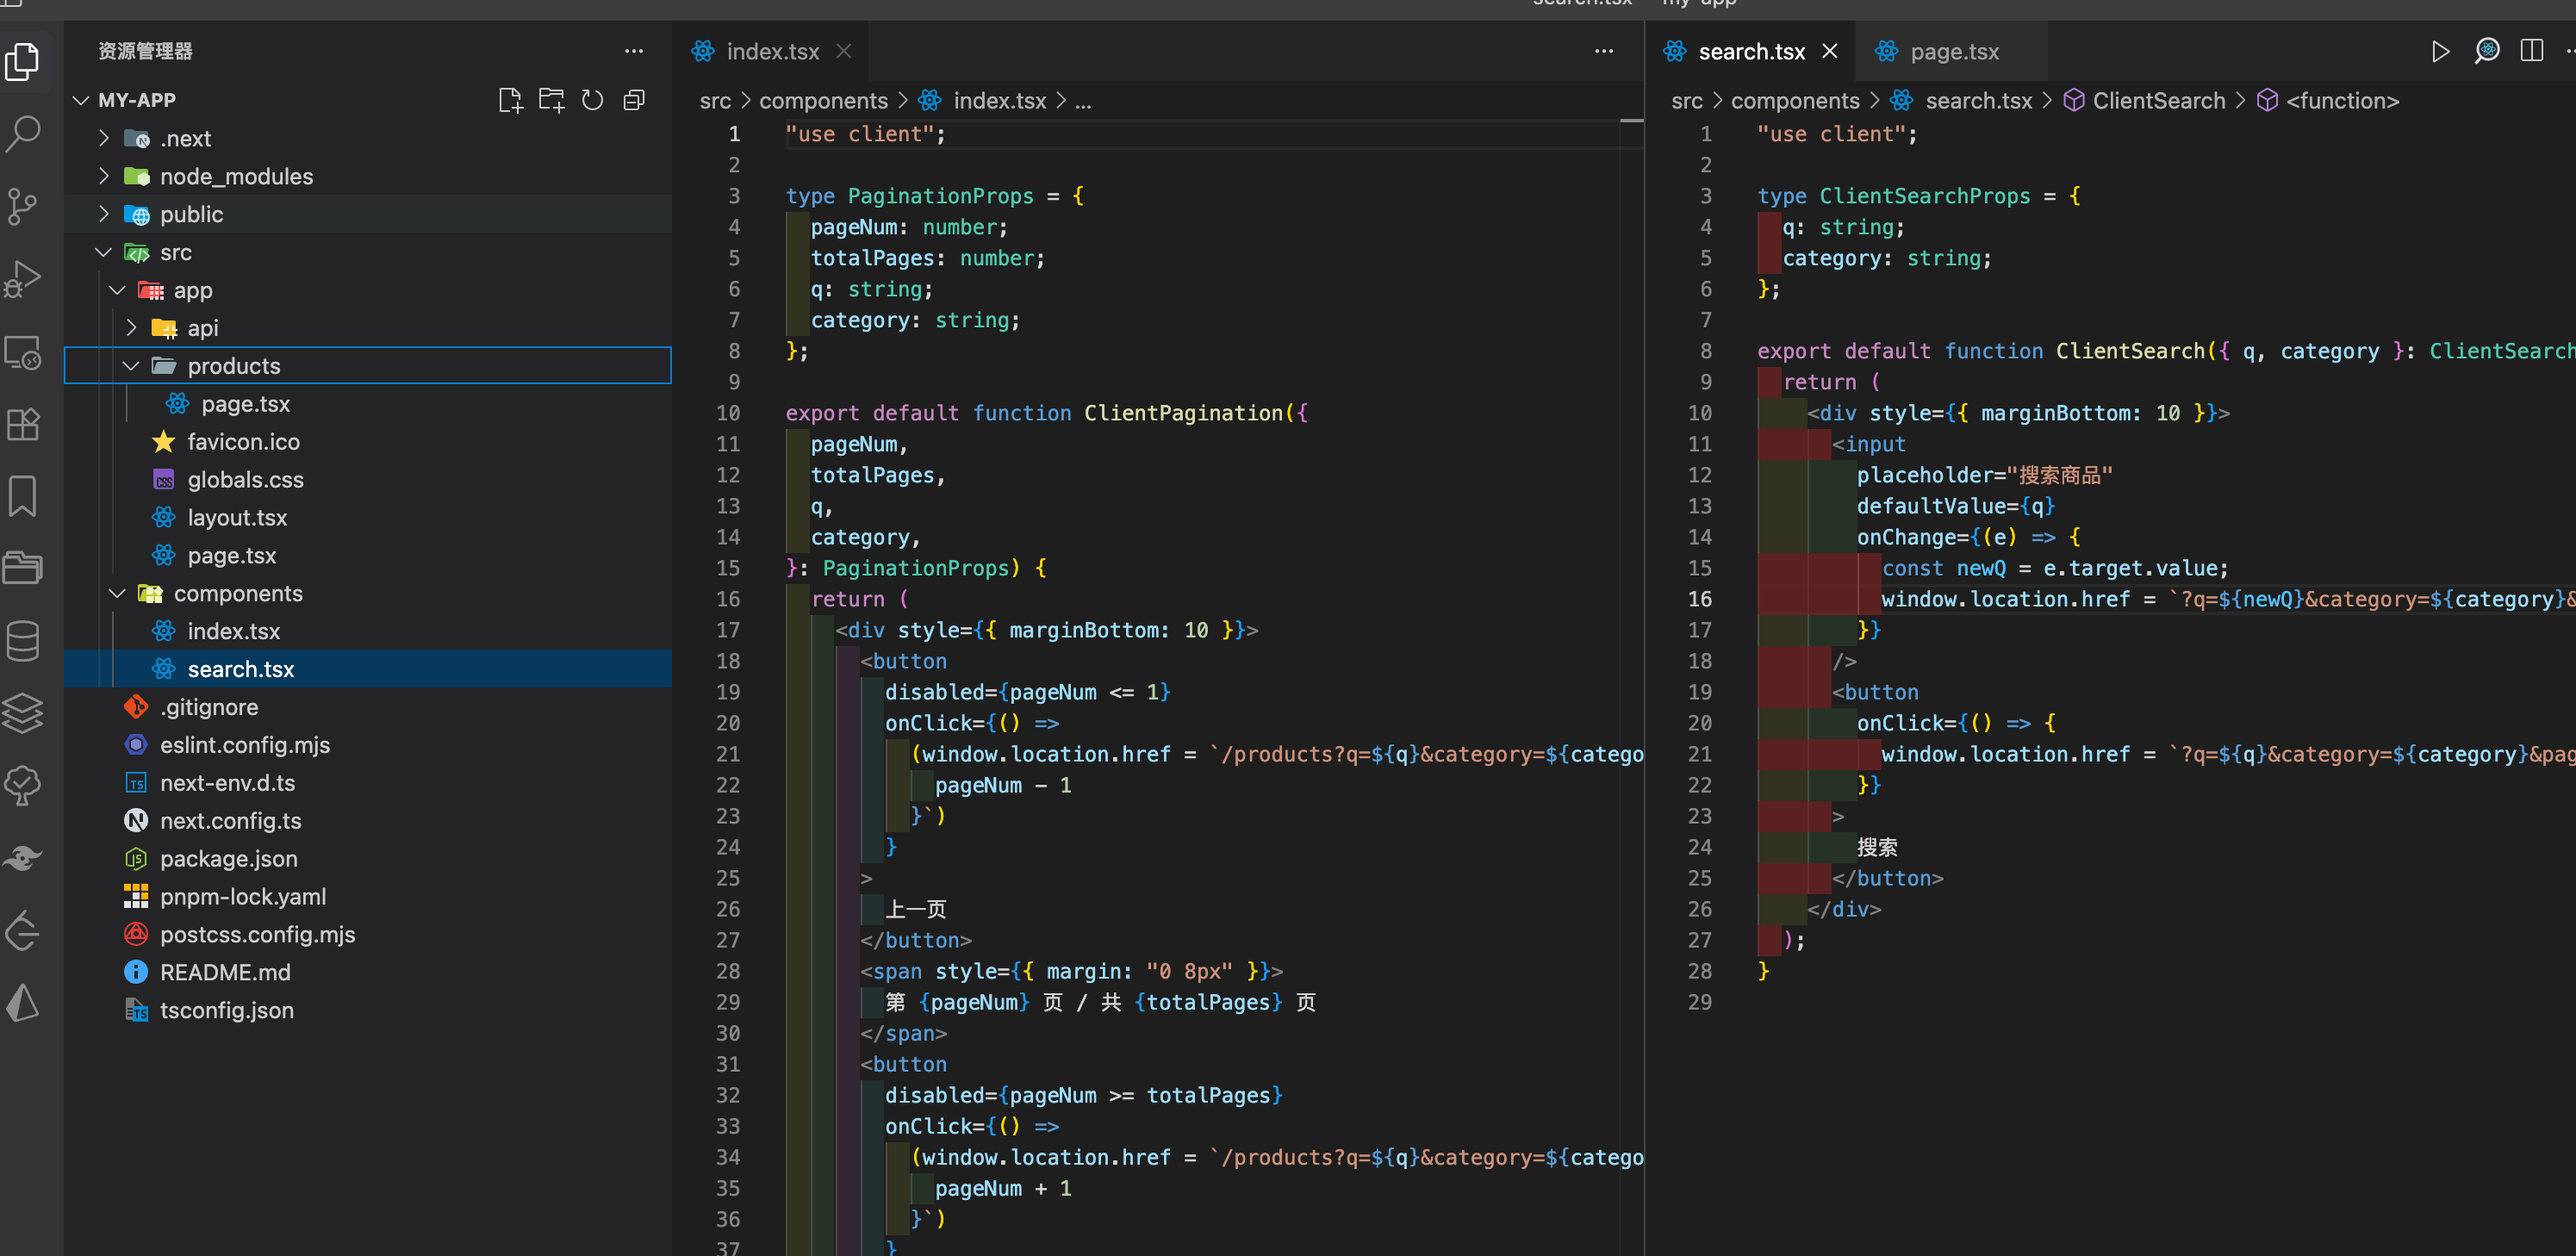 资源管理器
MY-APP
.next
node_modules
public
src
app
api
products
page.tsx
favicon.ico
globals.css
layout.tsx
page.tsx
components
index.tsx
search.tsx
.gitignore
eslint.config.mjs
next-env.d.ts
next.config.ts
package.json
pnpm-lock.yaml
postcss.config.mjs
README.md
tsconfig.json
index.tsx
src > components > index.tsx > ...
1 "use client";
2
3 type PaginationProps = {
4 pageNum: number;
5 totalPages: number;
6 q: string;
7 category: string;
8 };
9
10 export default function ClientPagination({
11 pageNum,
12 totalPages,
13 q,
14 category,
15 }: PaginationProps) {
16 return (
17 <div style={{ marginBottom: 10 }}>
18 <button
19 disabled={pageNum <= 1}
20 onClick={() =>
21 (window.location.href = `/products?q=${q}&category=${catego
22 pageNum - 1
23 }`)
24 }
25 >
26 上一页
27 </button>
28 <span style={{ margin: "0 8px" }}>
29 第 {pageNum} 页 / 共 {totalPages} 页
30 </span>
31 <button
32 disabled={pageNum >= totalPages}
33 onClick={() =>
34 (window.location.href = `/products?q=${q}&category=${catego
35 pageNum + 1
36 }`)
37 }
search.tsx page.tsx
src > components > search.tsx > ClientSearch > <function>
1 "use client";
2
3 type ClientSearchProps = {
4 q: string;
5 category: string;
6 };
7
8 export default function ClientSearch({ q, category }: ClientSearch
9 return (
10 <div style={{ marginBottom: 10 }}>
11 <input
12 placeholder="搜索商品"
13 defaultValue={q}
14 onChange={(e) => {
15 const newQ = e.target.value;
16 window.location.href = `?q=${newQ}&category=${category}&
17 }}
18 />
19 <button
20 onClick={() => {
21 window.location.href = `?q=${q}&category=${category}&pag
22 }}
23 >
24 搜索
25 </button>
26 </div>
27 );
28 }
29